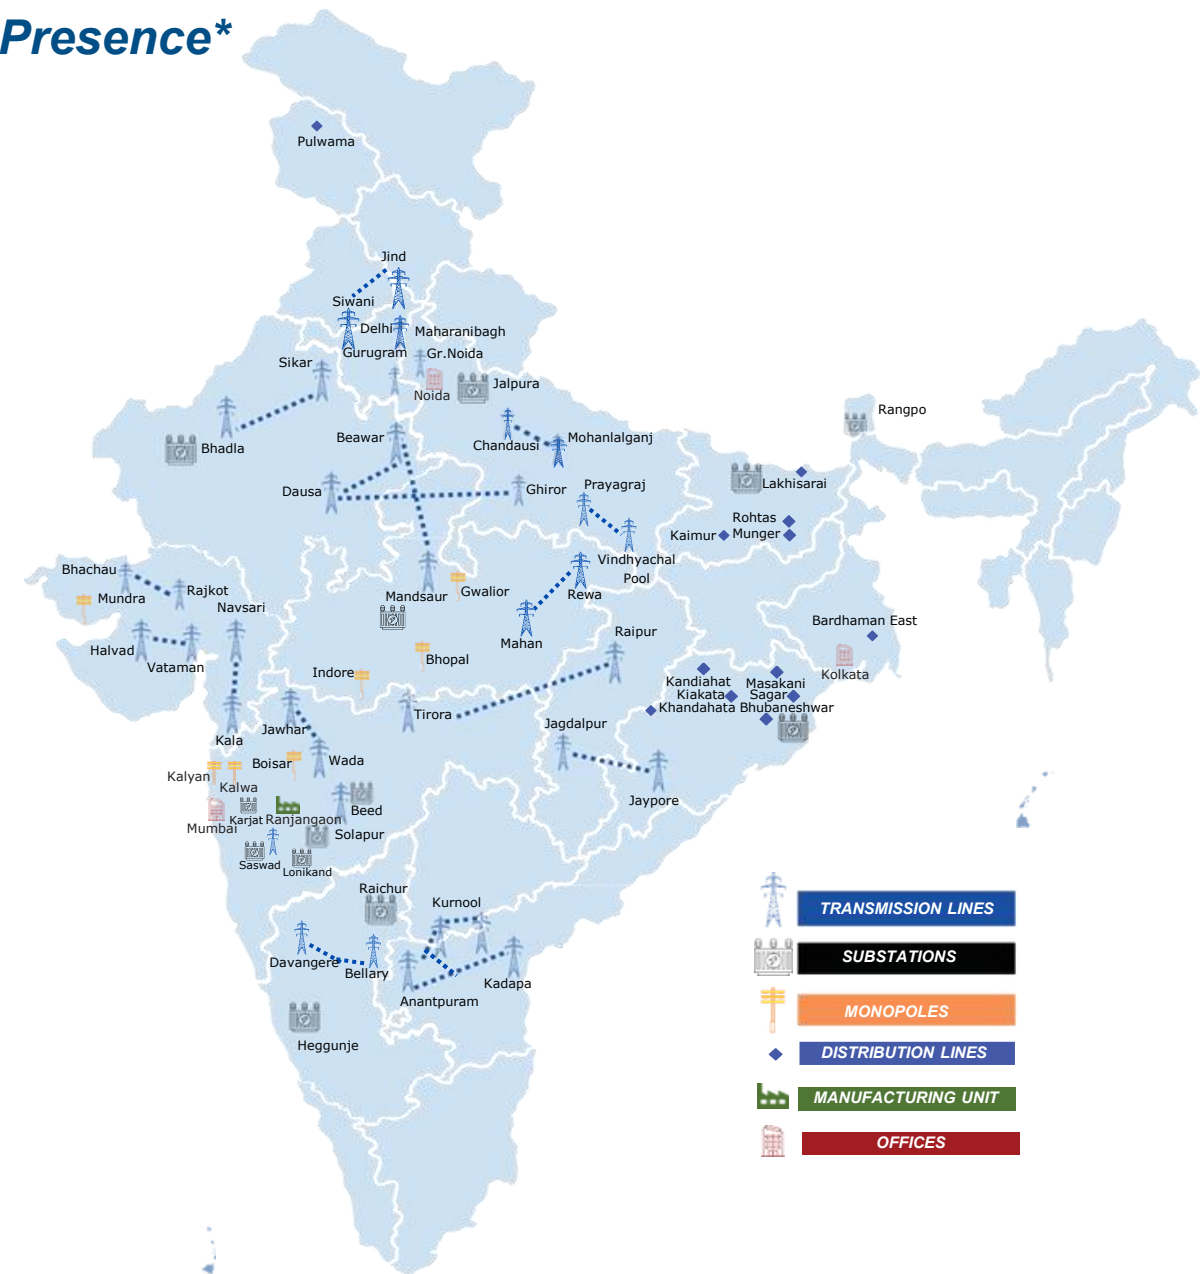 Presence*
Pulwama
Jind
Siwani
Delhi
Maharanibagh
Gurugram
Gr.Noida
Sikar
Noida
Jalpura
Rangpo
Bhadla
Beawar
Chandausi
Mohanlalganj
Dausa
Ghiror
Prayagraj
Lakhisarai
Rohtas
Kaimur
Munger
Vindhyachal
Pool
Bhachau
Mundra
Rajkot
Navsari
Mandsaur
Gwalior
Rewa
Halvad
Vataman
Mahan
Raipur
Bardhaman East
Indore
Bhopal
Kolkata
Kandiahat
Masakani
Kiakata
Sagar
Khandahata
Bhubaneshwar
Tirora
Jagdalpur
Kala
Jawhar
Boisar
Wada
Kalyan
Kalwa
Jaypore
Mumbai
Karjat
Ranjangaon
Beed
Solapur
Saswad
Lonikand
Raichur
Kurnool
Davangere
Bellary
Anantpuram
Kadapa
Heggunje
TRANSMISSION LINES
SUBSTATIONS
MONOPOLES
DISTRIBUTION LINES
MANUFACTURING UNIT
OFFICES